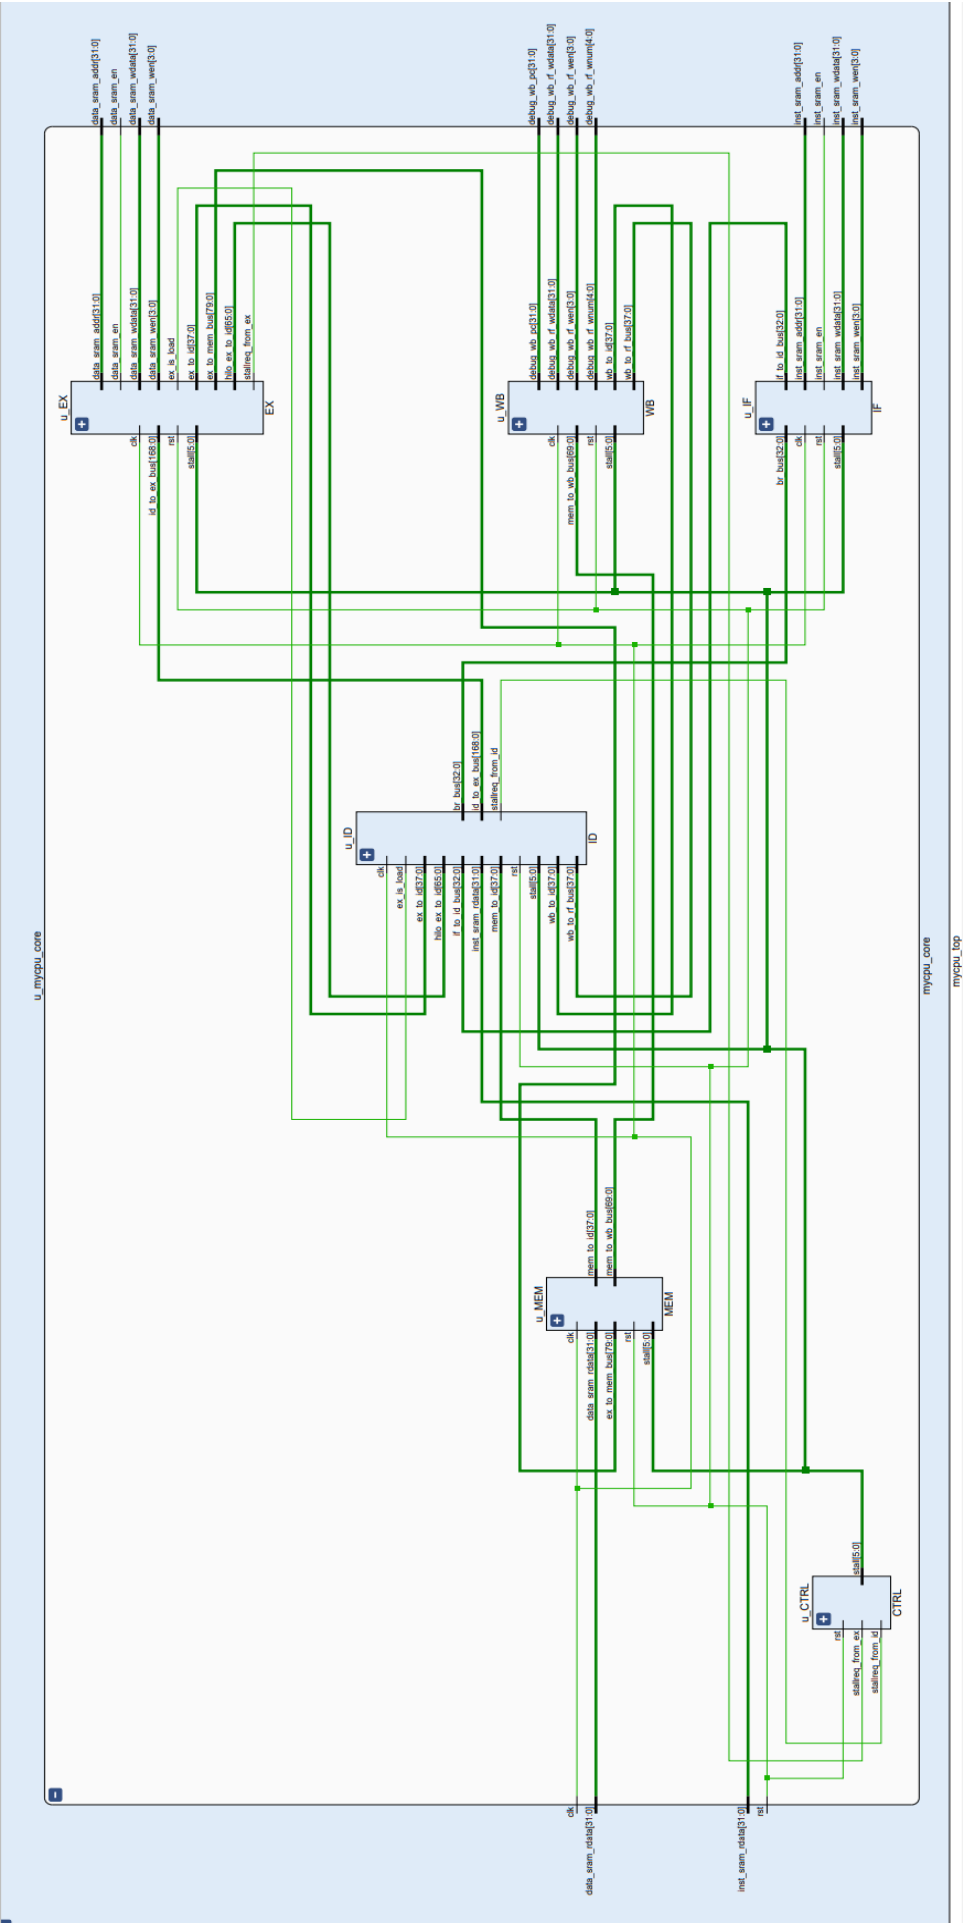 u_mycpu_core
clk
data_sram_rdata[31:0]
inst_sram_rdata[31:0]
rst
u_CTRL
rst
stallreq_from_ex
stallreq_from_id
stall[5:0]
CTRL
u_MEM
clk
data_sram_rdata[31:0]
ex_to_mem_bus[79:0]
rst
stall[5:0]
mem_to_id[37:0]
mem_to_wb_bus[69:0]
MEM
u_ID
clk
ex_is_load
ex_to_id[37:0]
hilo_ex_to_id[65:0]
if_to_id_bus[32:0]
inst_sram_rdata[31:0]
mem_to_id[37:0]
rst
stall[5:0]
wb_to_id[37:0]
wb_to_rf_bus[37:0]
br_bus[32:0]
id_to_ex_bus[168:0]
stallreq_from_id
ID
u_EX
clk
id_to_ex_bus[168:0]
rst
stall[5:0]
data_sram_addr[31:0]
data_sram_en
data_sram_wdata[31:0]
data_sram_wen[3:0]
ex_is_load
ex_to_id[37:0]
ex_to_mem_bus[79:0]
hilo_ex_to_id[65:0]
stallreq_from_ex
EX
u_WB
clk
mem_to_wb_bus[69:0]
rst
stall[5:0]
debug_wb_pc[31:0]
debug_wb_rf_wdata[31:0]
debug_wb_rf_wen[3:0]
debug_wb_rf_wnum[4:0]
wb_to_id[37:0]
wb_to_rf_bus[37:0]
WB
u_IF
br_bus[32:0]
clk
rst
stall[5:0]
if_to_id_bus[32:0]
inst_sram_addr[31:0]
inst_sram_en
inst_sram_wdata[31:0]
inst_sram_wen[3:0]
IF
data_sram_addr[31:0]
data_sram_en
data_sram_wdata[31:0]
data_sram_wen[3:0]
debug_wb_pc[31:0]
debug_wb_rf_wdata[31:0]
debug_wb_rf_wen[3:0]
debug_wb_rf_wnum[4:0]
inst_sram_addr[31:0]
inst_sram_en
inst_sram_wdata[31:0]
inst_sram_wen[3:0]
mycpu_core
mycpu_top